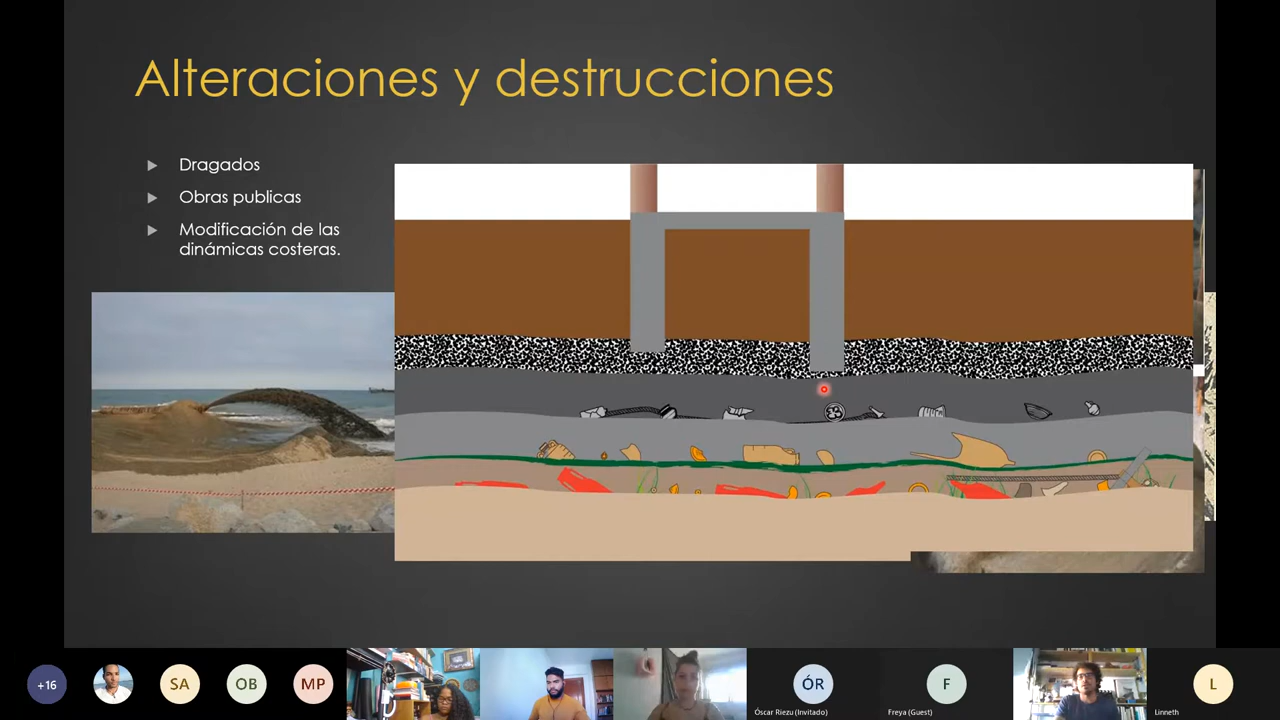 Alteraciones y destrucciones
Dragados
Obras publicas
Modificación de las
dinámicas costeras.
+16
SA
OB
MP
ÓR
Óscar Riezu (Invitado)
F
Freya (Guest)
L
Linneth